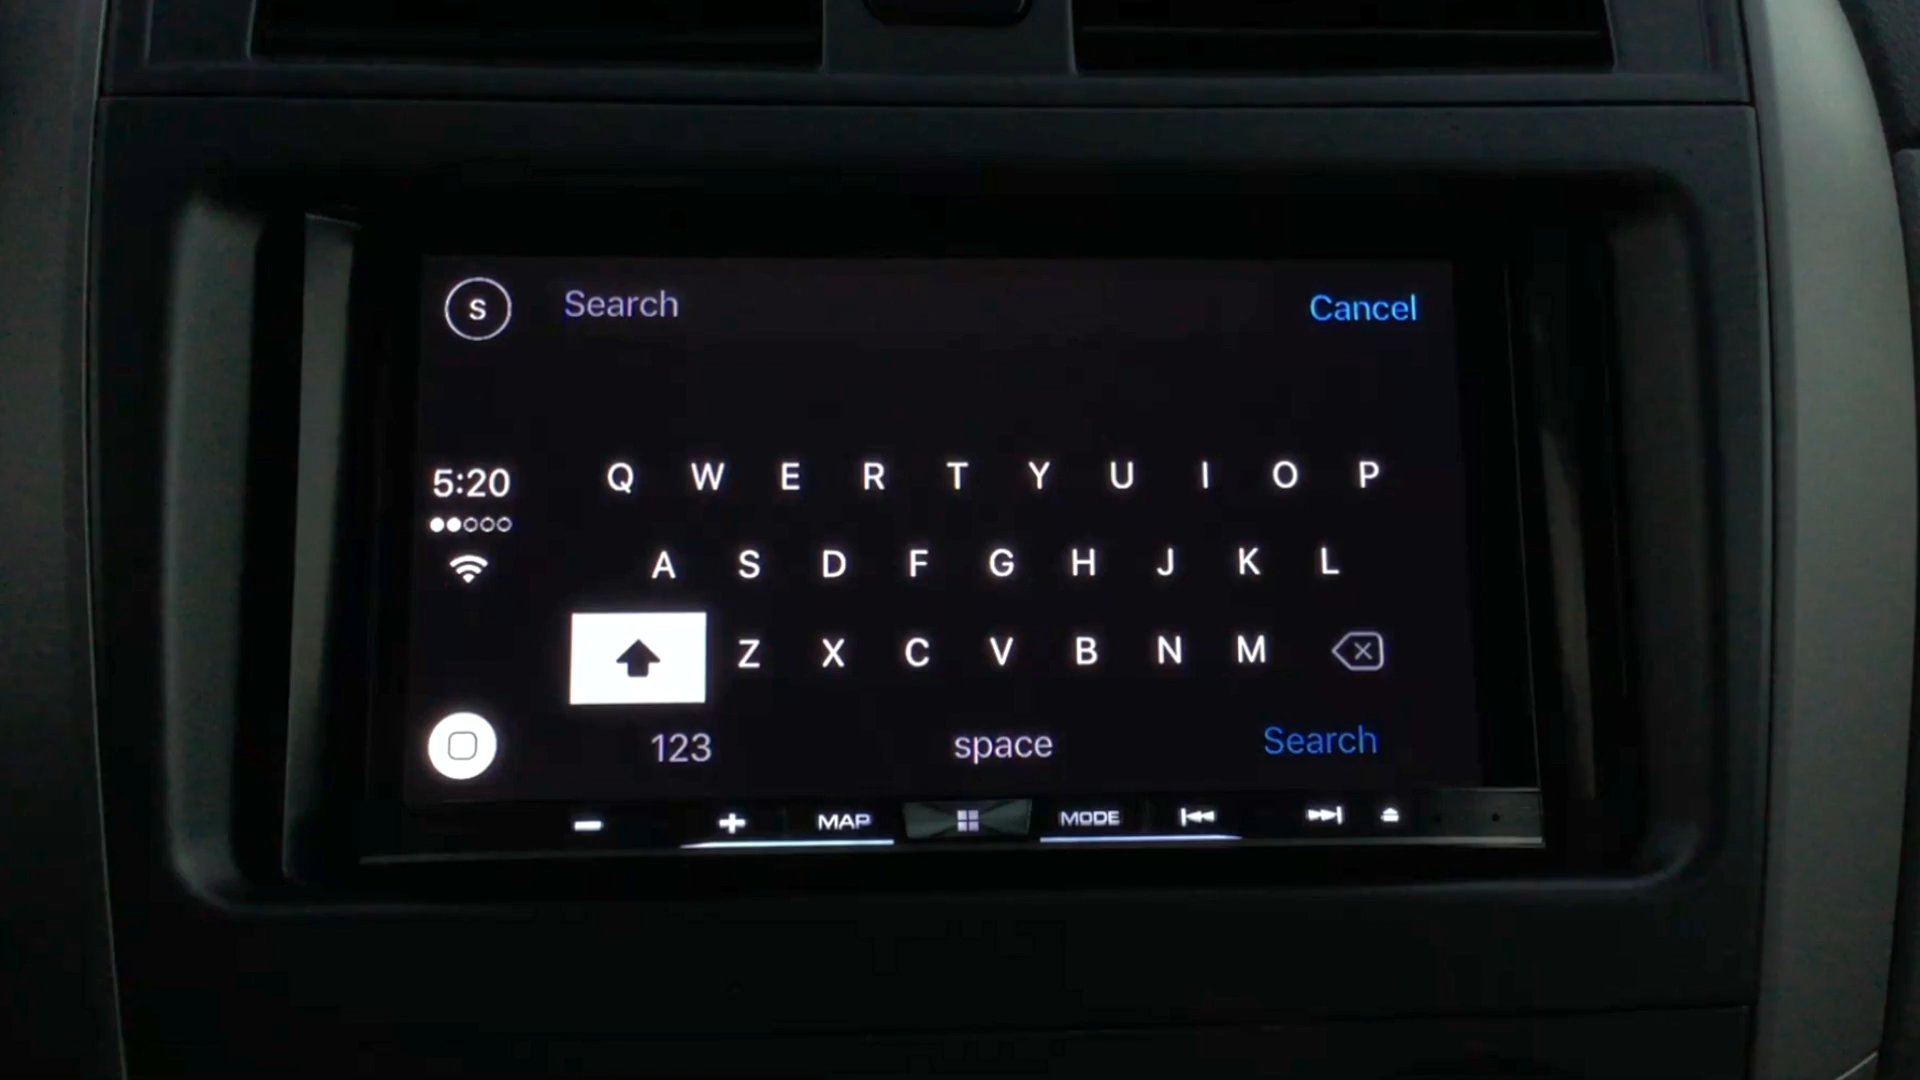 S Search Cancel
5:20
Q W E R T Y U I O P
A S D F G H J K L
Z X C V B N M
123 space Search
MAP MODE